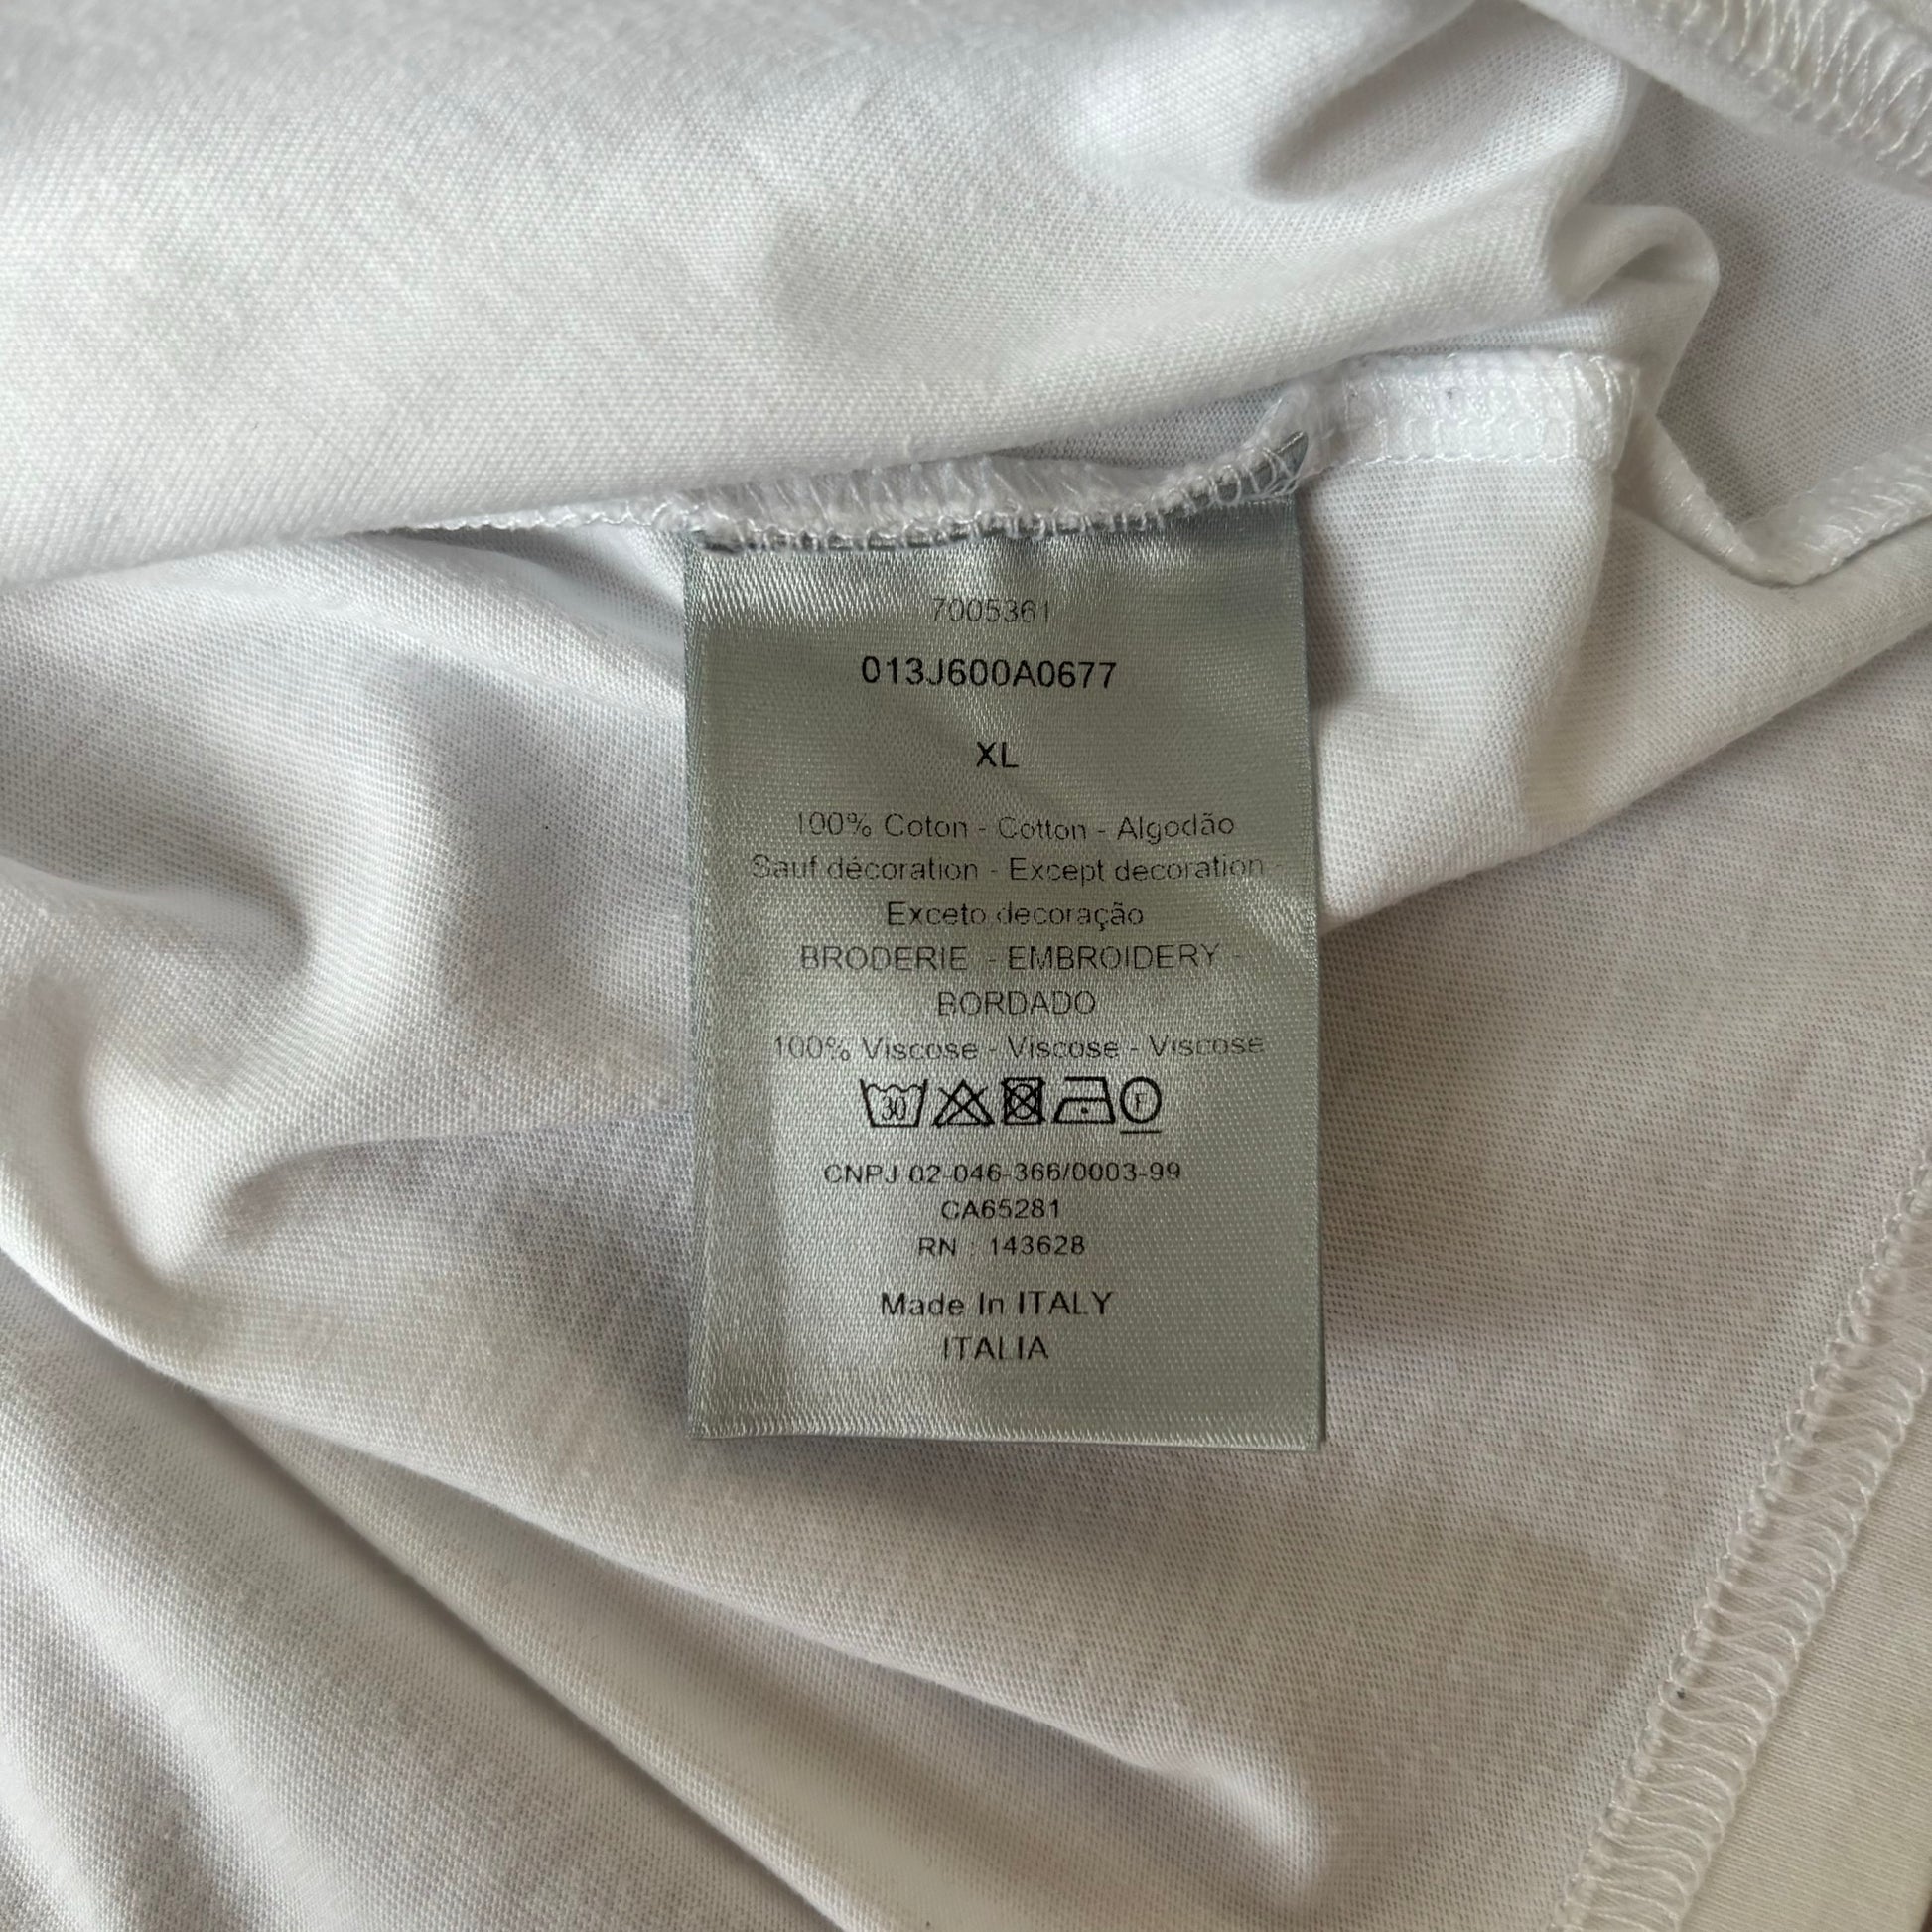 7005361
013J600A0677
XL
100% Coton - Cotton - Algodão
Sauf décoration - Except decoration
Exceto decoração
BRODERIE - EMBROIDERY -
BORDADO
100% Viscose - Viscose - Viscose
30 F
CNPJ 02-046-366/0003-99
CA65281
RN : 143628
Made In ITALY
ITALIA